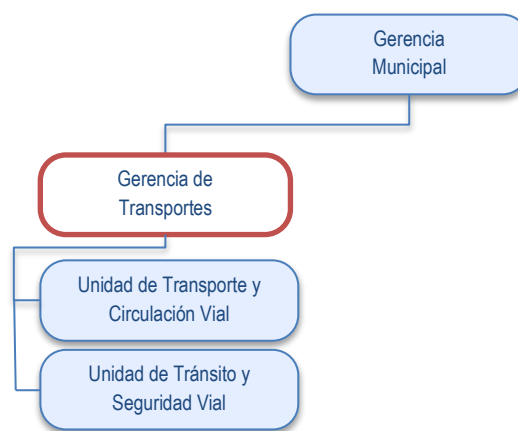 Gerencia
Municipal
Gerencia de
Transportes
Unidad de Transporte y
Circulación Vial
Unidad de Tránsito y
Seguridad Vial